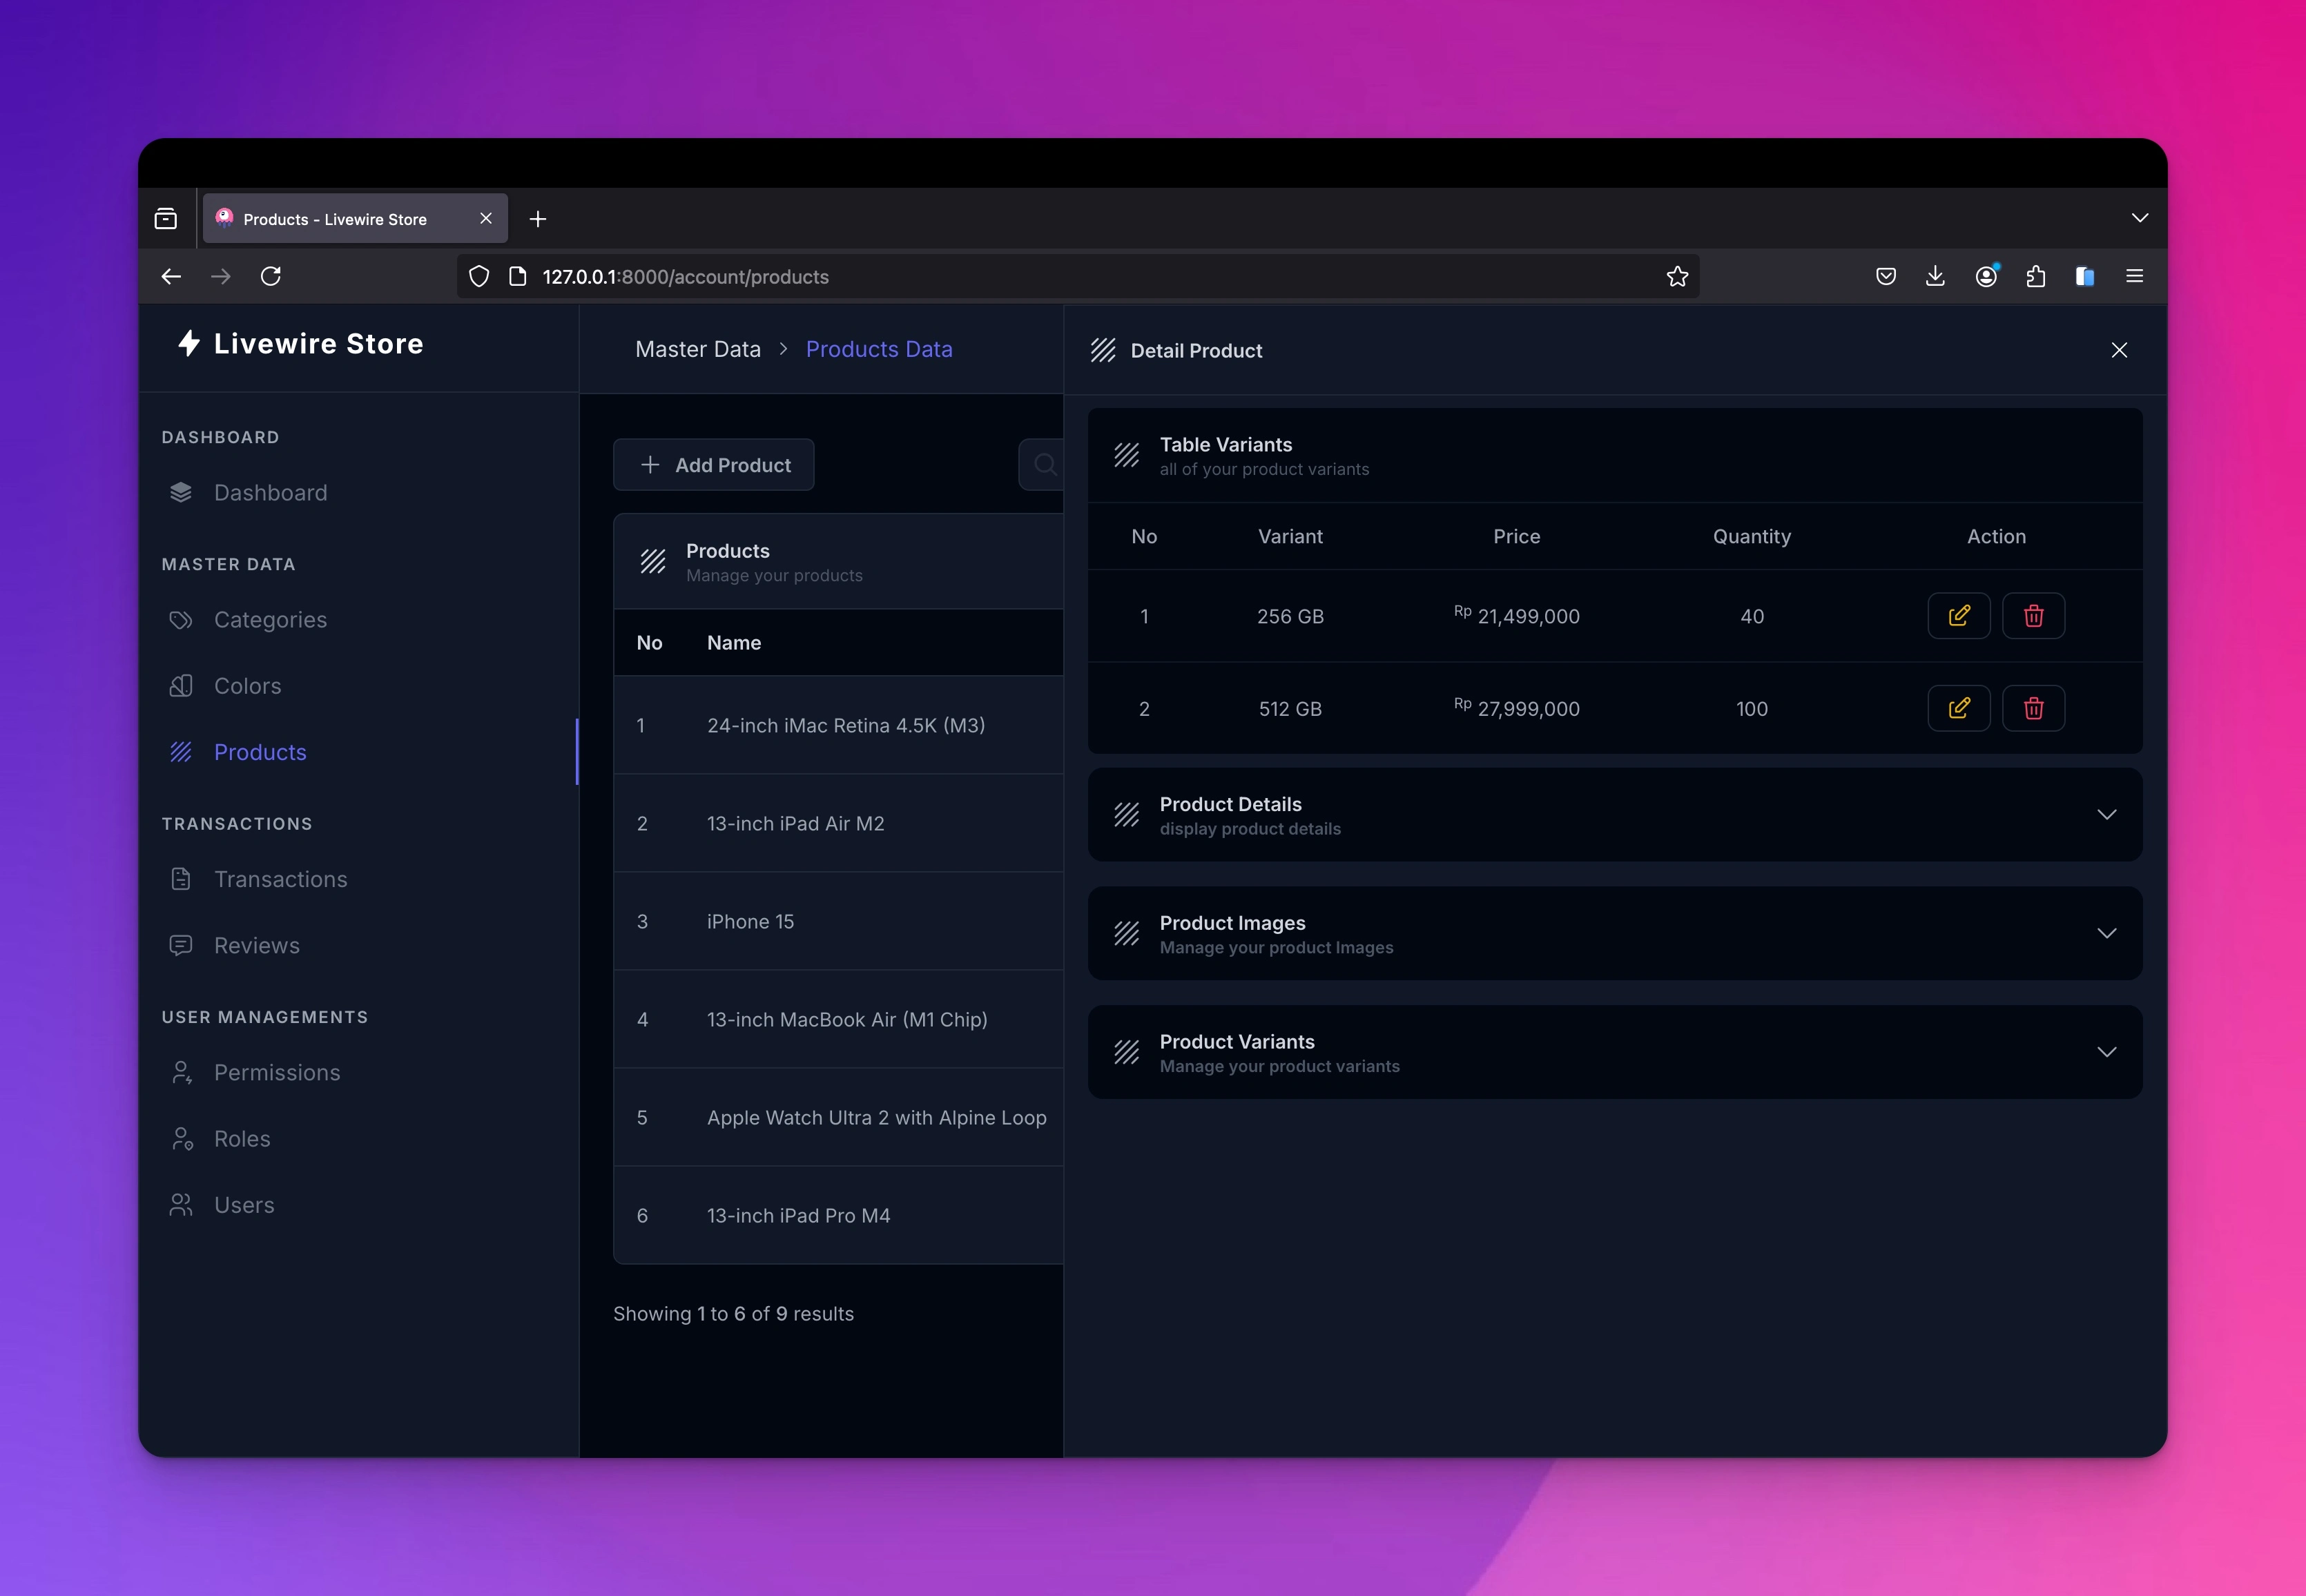 Products - Livewire Store
127.0.0.1:8000/account/products
Livewire Store
DASHBOARD
Dashboard
MASTER DATA
Categories
Colors
Products
TRANSACTIONS
Transactions
Reviews
USER MANAGEMENTS
Permissions
Roles
Users
Master Data > Products Data
Add Product
Products
Manage your products
No Name
1 24-inch iMac Retina 4.5K (M3)
2 13-inch iPad Air M2
3 iPhone 15
4 13-inch MacBook Air (M1 Chip)
5 Apple Watch Ultra 2 with Alpine Loop
6 13-inch iPad Pro M4
Showing 1 to 6 of 9 results
Detail Product
Table Variants
all of your product variants
No Variant Price Quantity Action
1 256 GB Rp 21,499,000 40
2 512 GB Rp 27,999,000 100
Product Details
display product details
Product Images
Manage your product Images
Product Variants
Manage your product variants